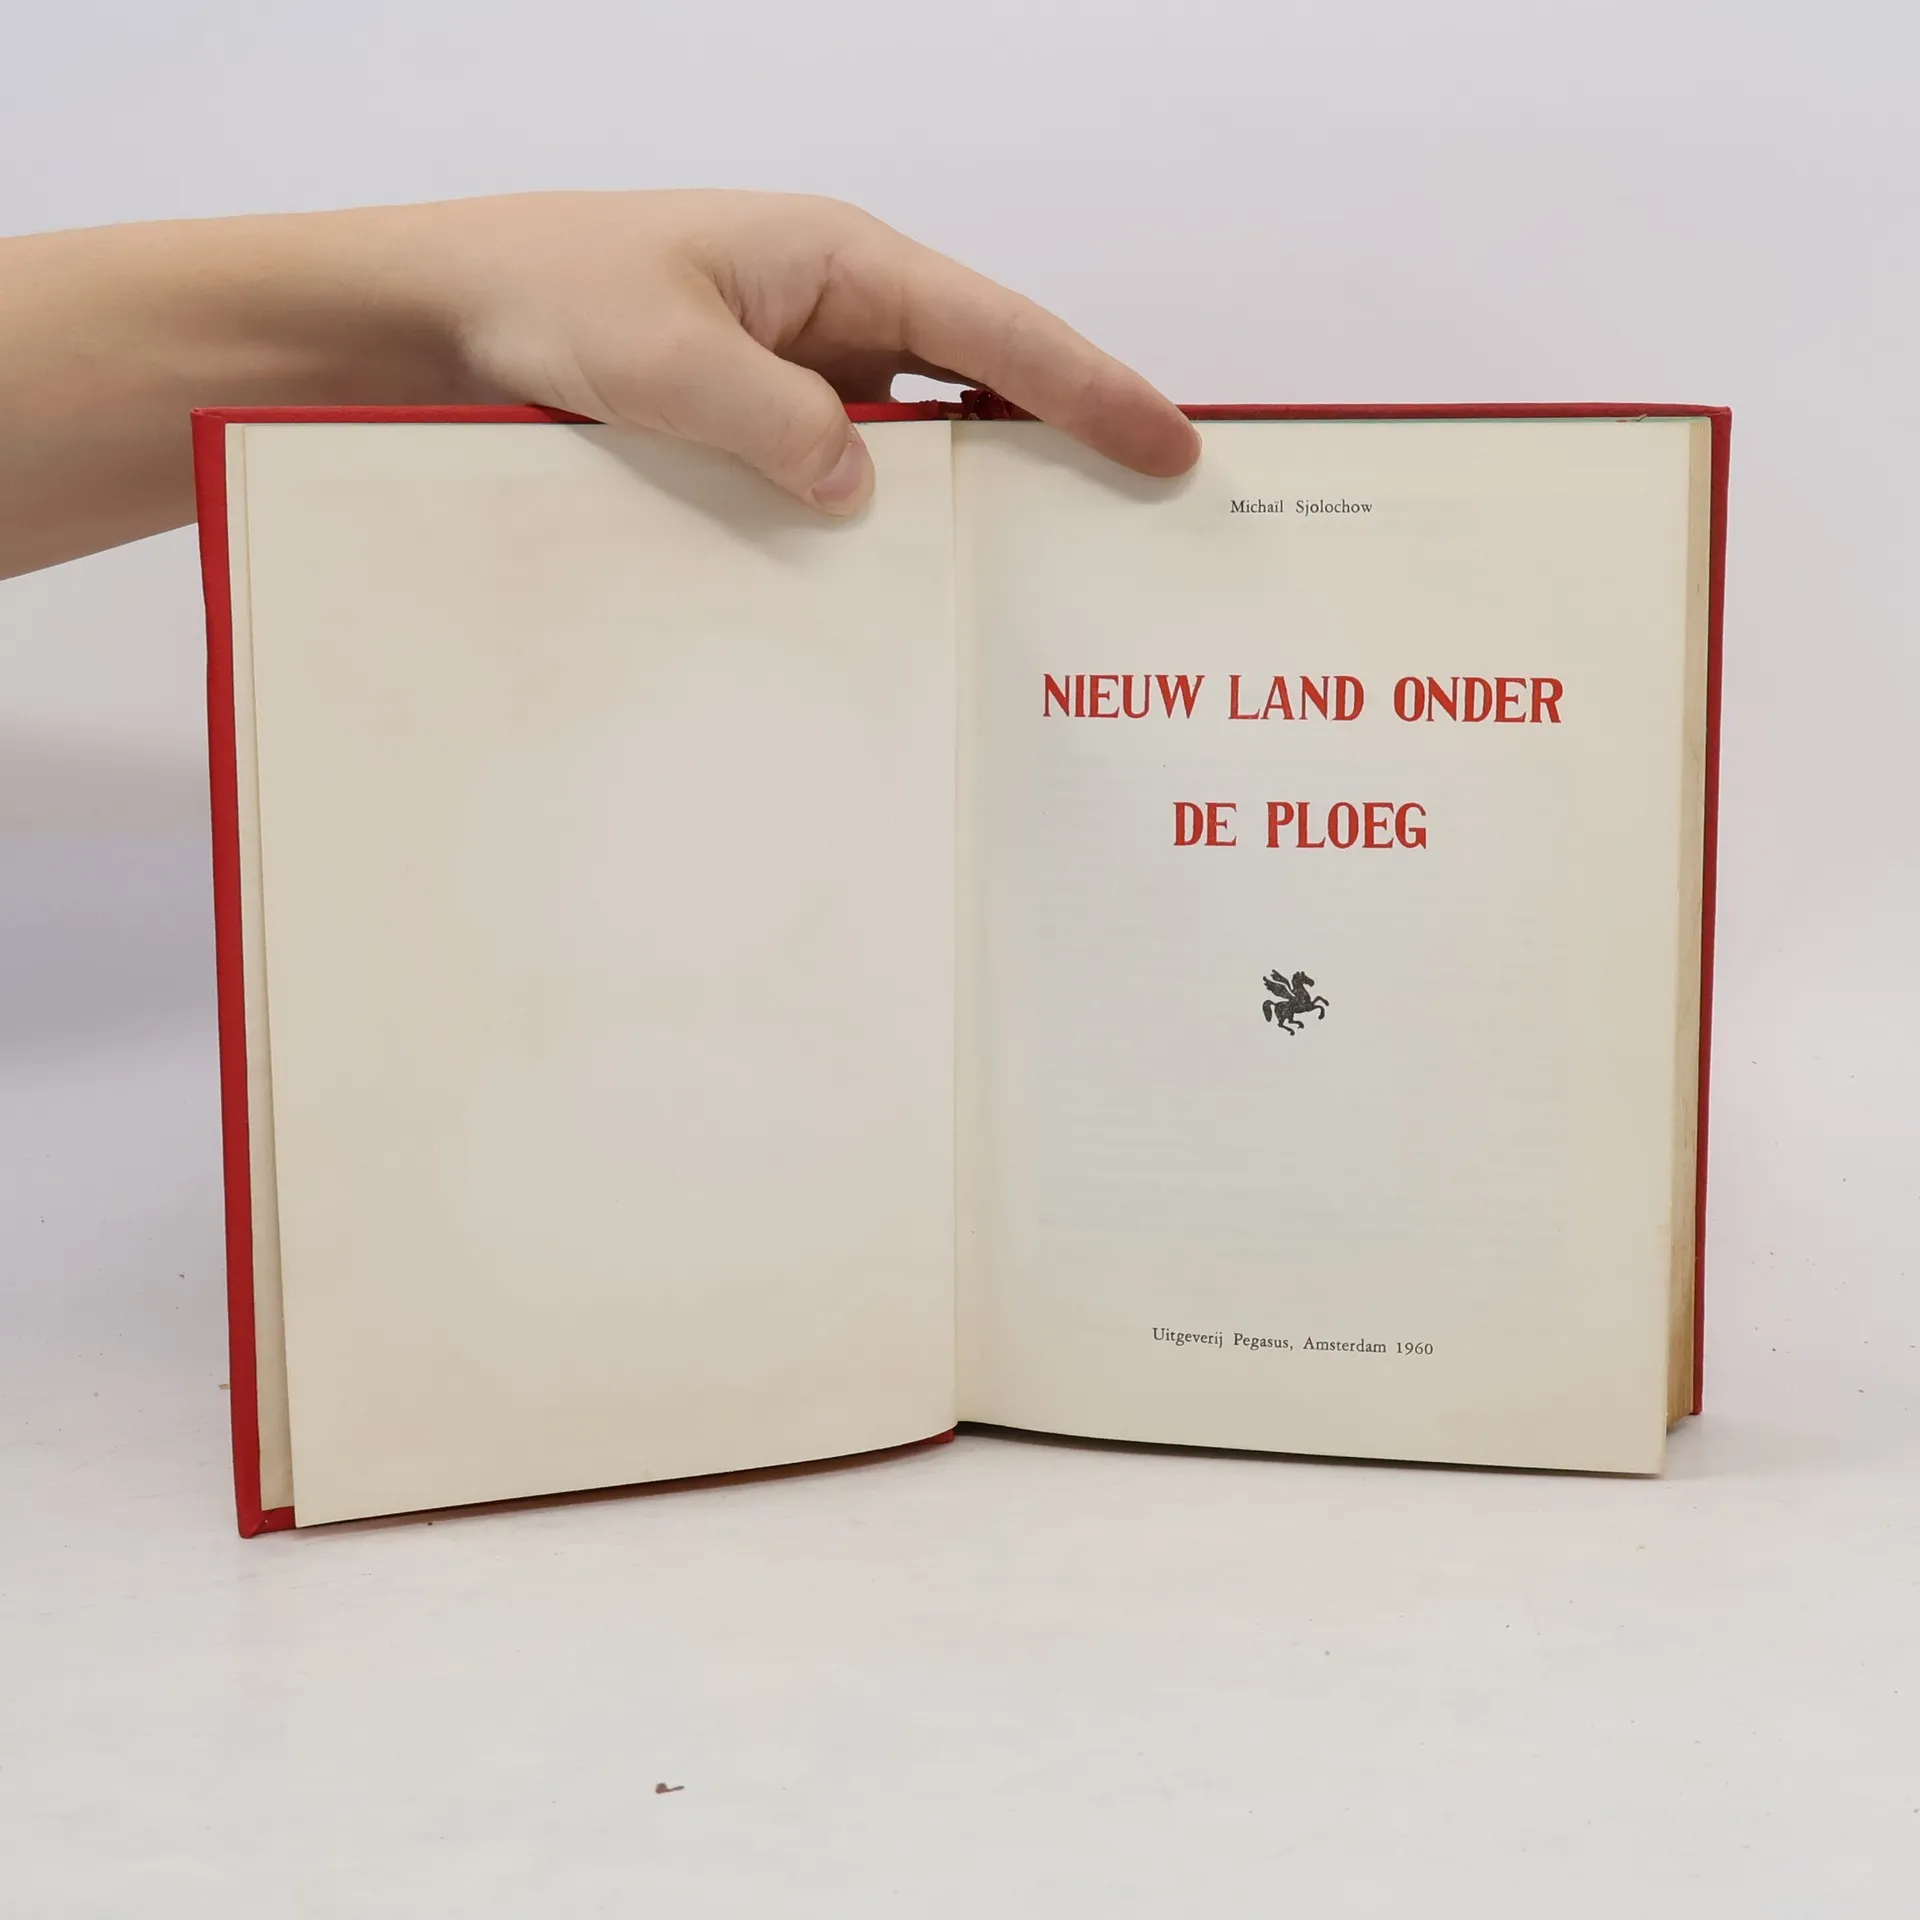 Michaïl Sjolochow
NIEUW LAND ONDER
DE PLOEG
Uitgeverij Pegasus, Amsterdam 1960